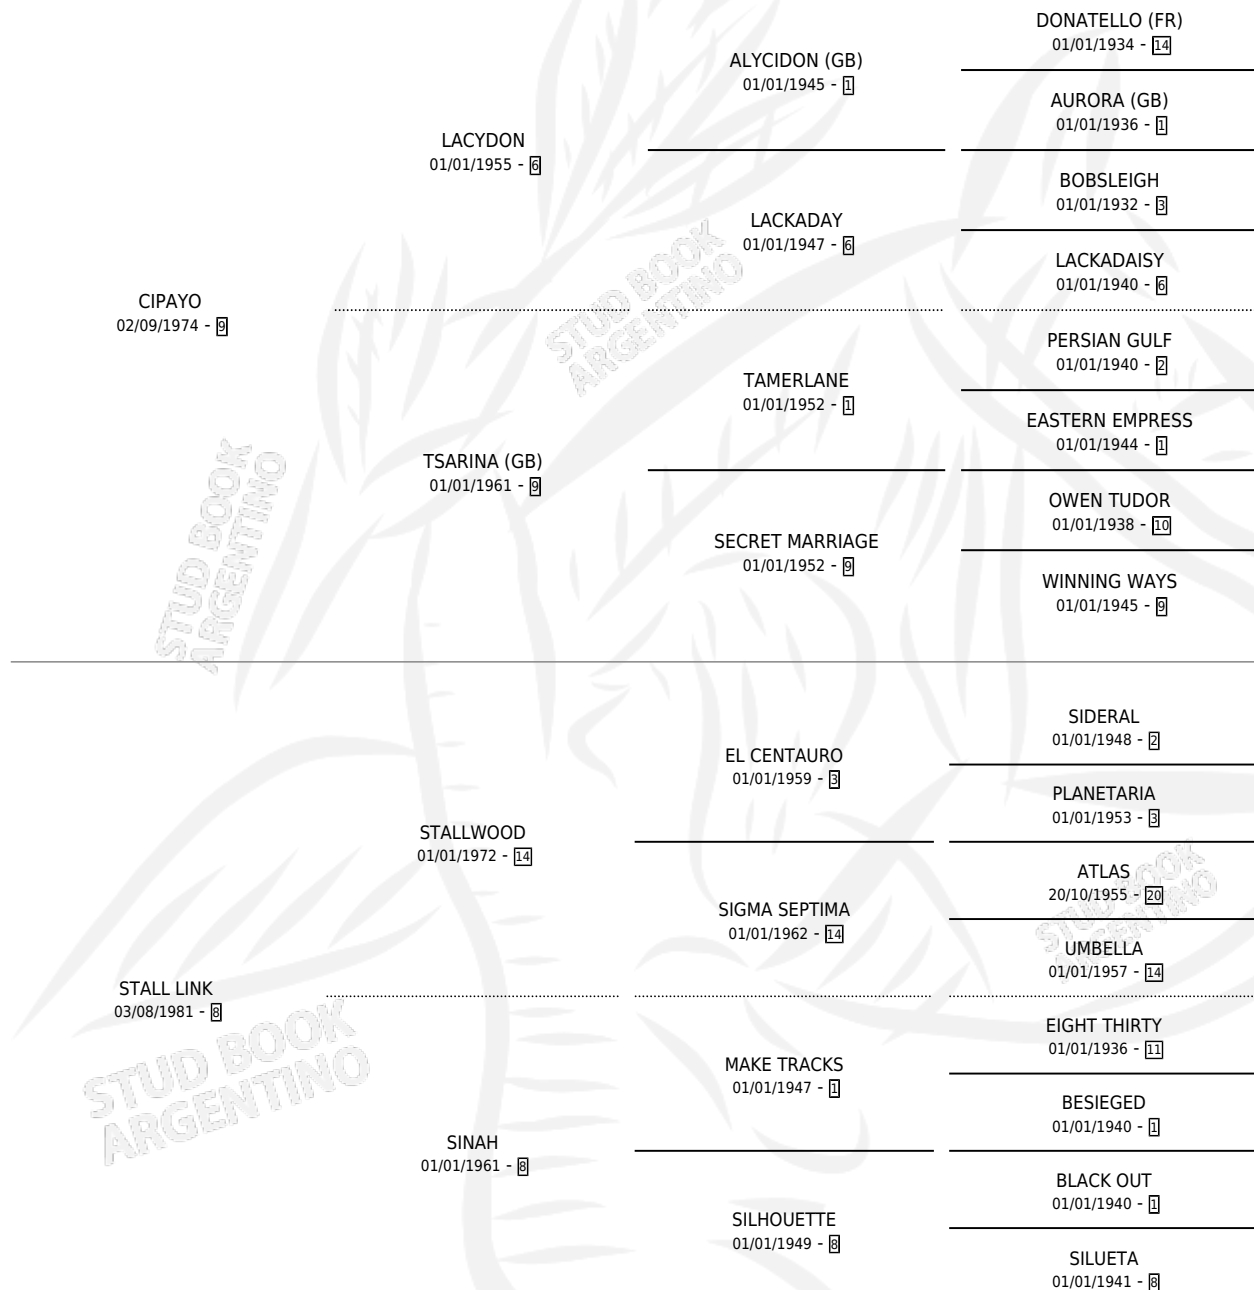 DONATELLO (FR)
01/01/1934 - 14
ALYCIDON (GB)
01/01/1945 - 1
AURORA (GB)
01/01/1936 - 1
LACYDON
01/01/1955 - 6
BOBSLEIGH
01/01/1932 - 3
LACKADAY
01/01/1947 - 6
LACKADAISY
01/01/1940 - 6
CIPAYO
02/09/1974 - 9
PERSIAN GULF
01/01/1940 - 2
TAMERLANE
01/01/1952 - 1
EASTERN EMPRESS
01/01/1944 - 1
TSARINA (GB)
01/01/1961 - 9
OWEN TUDOR
01/01/1938 - 10
SECRET MARRIAGE
01/01/1952 - 9
WINNING WAYS
01/01/1945 - 9
STUD BOOK
ARGENTINO
STUD BOOK
ARGENTINO
SIDERAL
01/01/1948 - 2
EL CENTAURO
01/01/1959 - 3
PLANETARIA
01/01/1953 - 3
STALLWOOD
01/01/1972 - 14
ATLAS
20/10/1955 - 20
SIGMA SEPTIMA
01/01/1962 - 14
UMBELLA
01/01/1957 - 14
STUD BOOK
ARGENTINO
STALL LINK
03/08/1981 - 8
EIGHT THIRTY
01/01/1936 - 11
MAKE TRACKS
01/01/1947 - 1
BESIEGED
01/01/1940 - 1
SINAH
01/01/1961 - 8
BLACK OUT
01/01/1940 - 1
SILHOUETTE
01/01/1949 - 8
SILUETA
01/01/1941 - 8
STUD BOOK
ARGENTINO